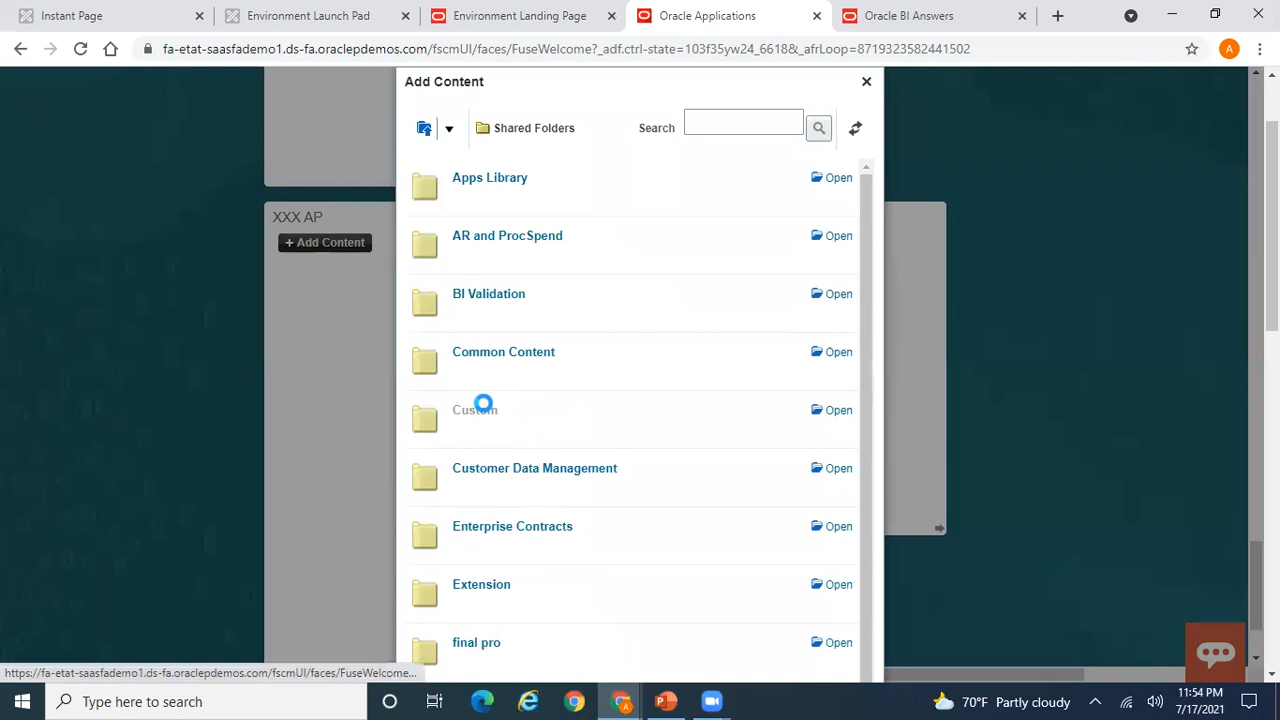 Instant Page
Environment Launch Pad
Environment Landing Page
Oracle Applications
Oracle BI Answers
fa-etat-saasfademo1.ds-fa.oraclepdemos.com/fscmUI/faces/FuseWelcome?_adf.ctrl-state=103f35yw24_6618&_afrLoop=8719323582441502
A
Add Content
Shared Folders
Search
XXX AP
+ Add Content
Apps Library
Open
AR and ProcSpend
Open
BI Validation
Open
Common Content
Open
Custom
Open
Customer Data Management
Open
Enterprise Contracts
Open
Extension
Open
final pro
Open
https://fa-etat-saasfademo1.ds-fa.oraclepdemos.com/fscmUI/faces/FuseWelcome...
Type here to search
70°F Partly cloudy
11:54 PM
7/17/2021